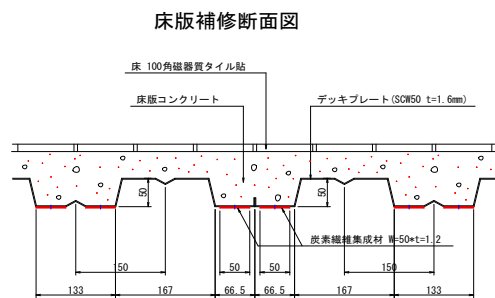 床版補修断面図
床 100角磁器質タイル貼
床版コンクリート
デッキプレート(SCW50 t=1.6mm)
50
50
炭素繊維集成材 W=50*t=1.2
150
50
50
150
133
167
66.5
66.5
167
133